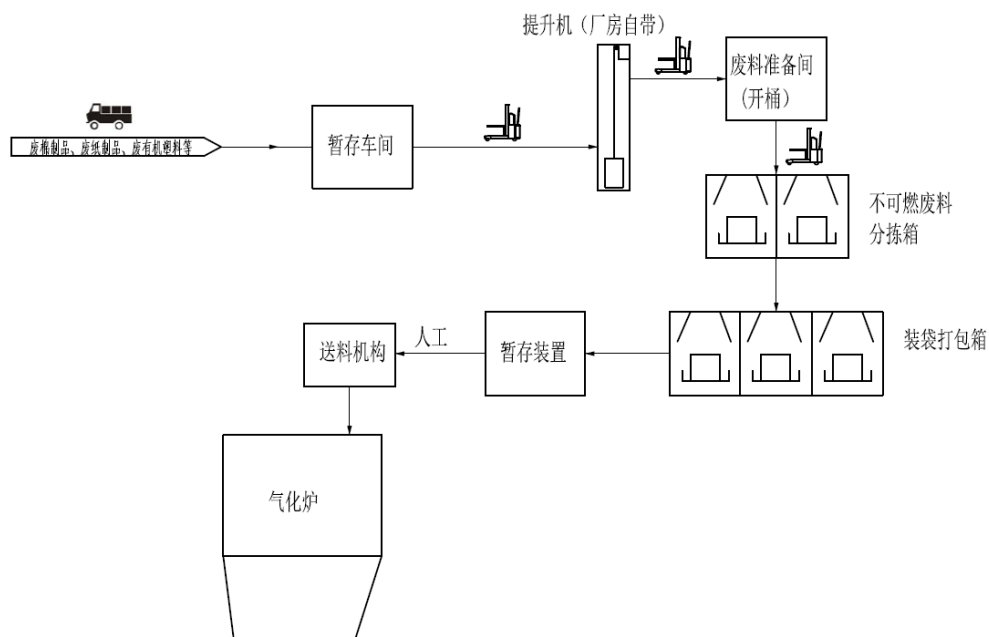 提升机（厂房自带）
废料准备间
(开桶)
废棉制品、废纸制品、废有机塑料等
暂存车间
不可燃废料
分拣箱
送料机构
人工
暂存装置
装袋打包箱
气化炉